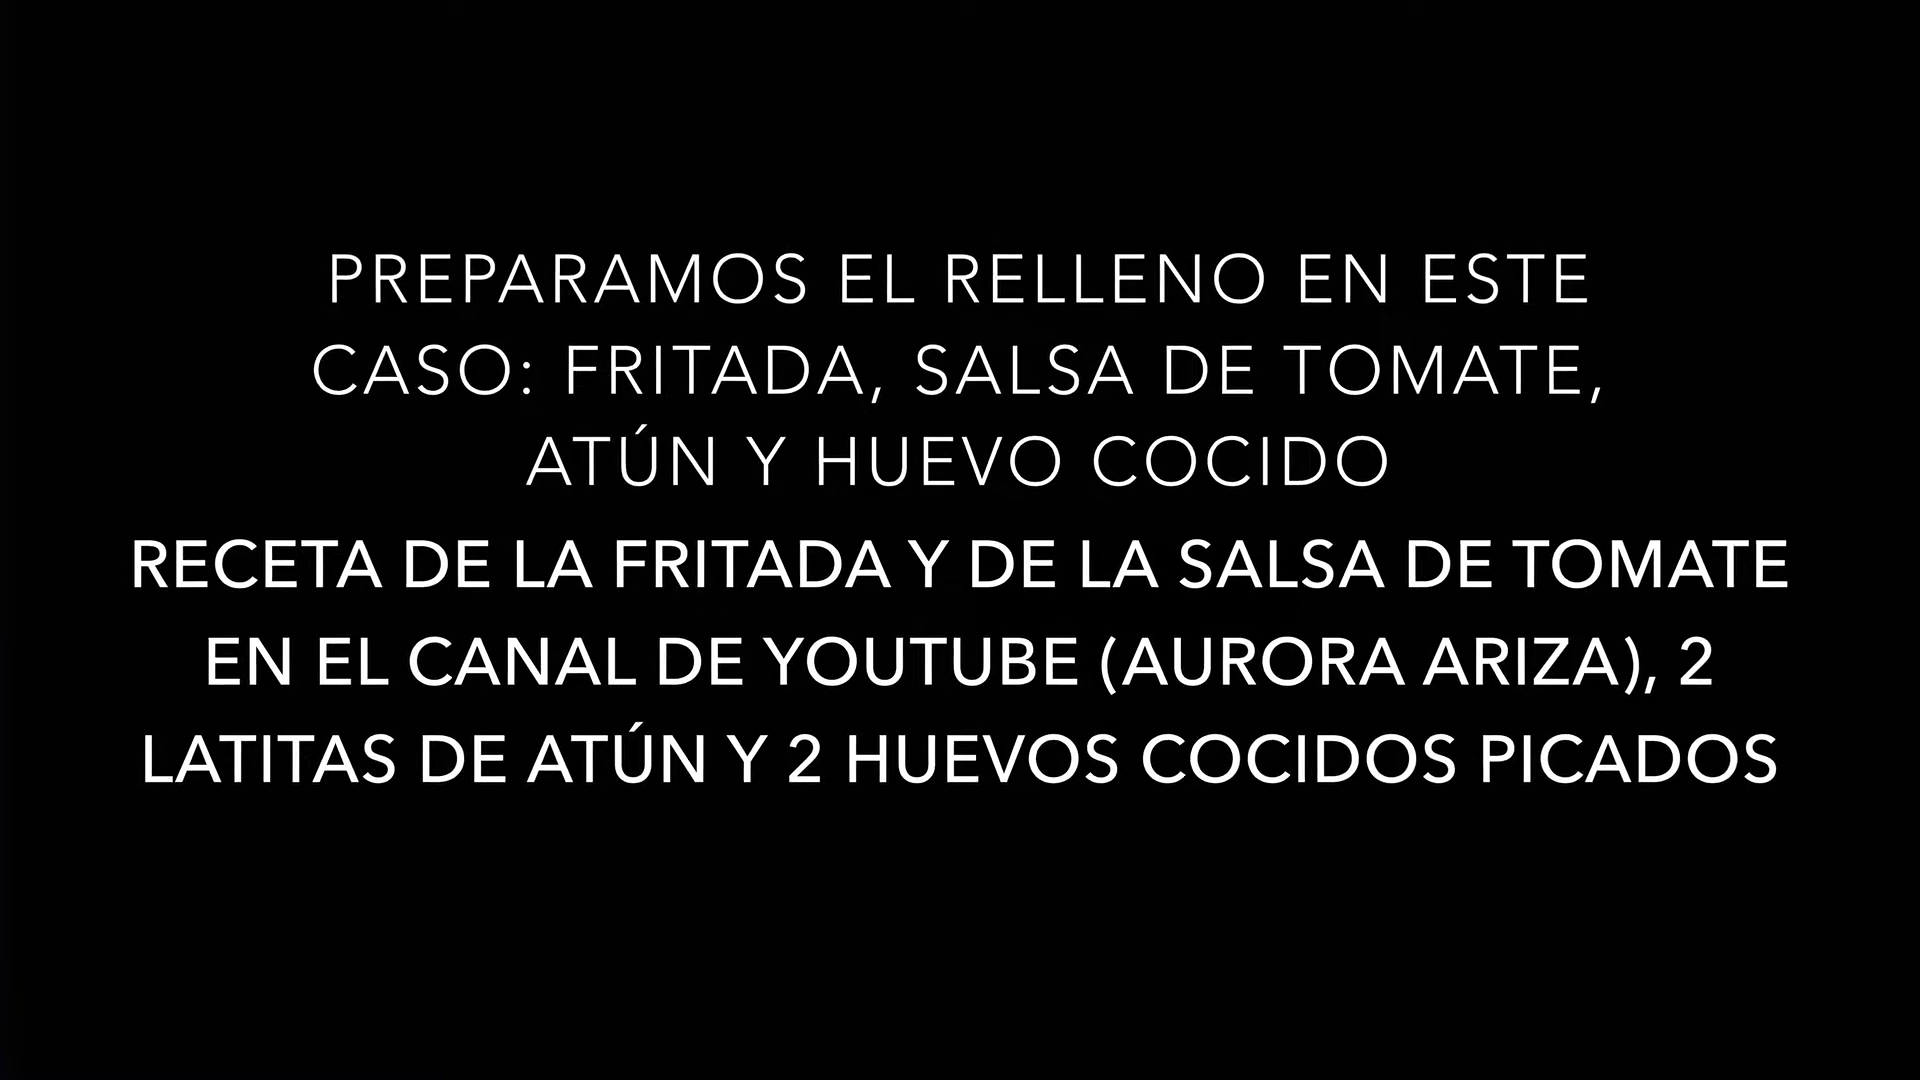 PREPARAMOS EL RELLENO EN ESTE
CASO: FRITADA, SALSA DE TOMATE,
ATÚN Y HUEVO COCIDO
RECETA DE LA FRITADA Y DE LA SALSA DE TOMATE
EN EL CANAL DE YOUTUBE (AURORA ARIZA), 2
LATITAS DE ATÚN Y 2 HUEVOS COCIDOS PICADOS